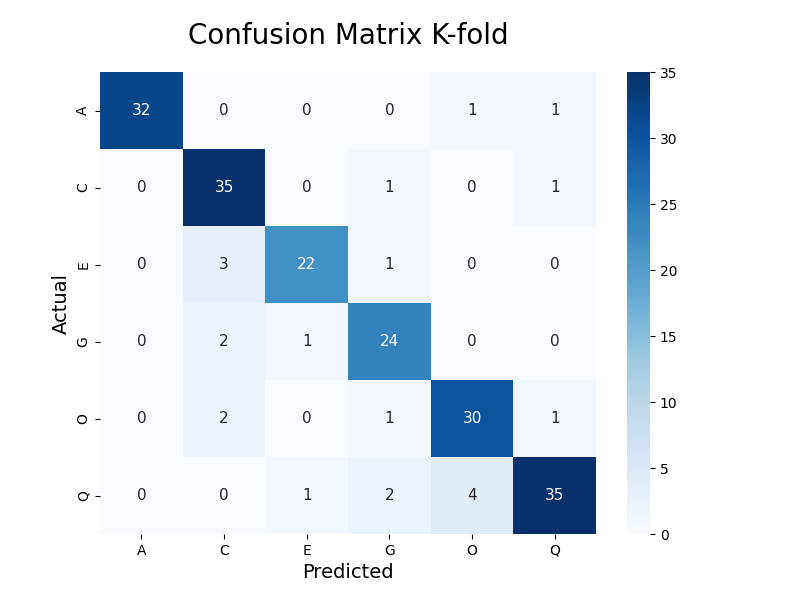 Confusion Matrix K-fold
A 32 0 0 0 1 1
C 0 35 0 1 0 1
E 0 3 22 1 0 0
G 0 2 1 24 0 0
O 0 2 0 1 30 1
Q 0 0 1 2 4 35
A C E G O Q
Actual
Predicted
35
30
25
20
15
10
5
0